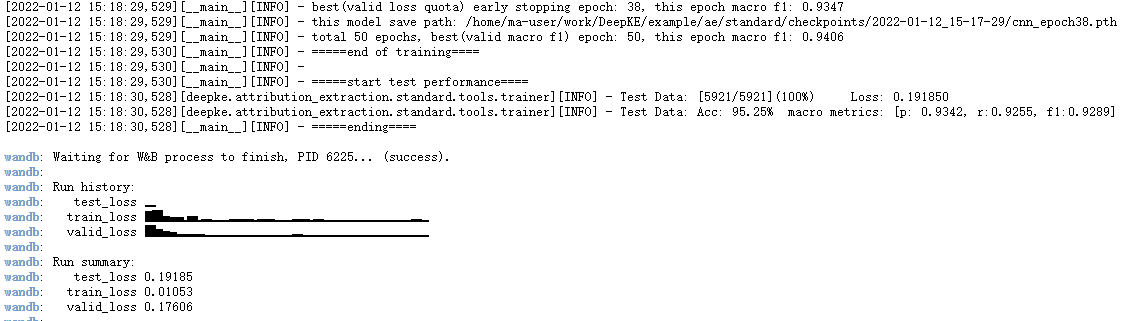 [2022-01-12 15:18:29,529][__main__][INFO] - best(valid loss quota) early stopping epoch: 38, this epoch macro f1: 0.9347
[2022-01-12 15:18:29,529][__main__][INFO] - this model save path: /home/ma-user/work/DeepKE/example/ae/standard/checkpoints/2022-01-12_15-17-29/cnn_epoch38.pth
[2022-01-12 15:18:29,530][__main__][INFO] - total 50 epochs, best(valid macro f1) epoch: 50, this epoch macro f1: 0.9406
[2022-01-12 15:18:29,530][__main__][INFO] - =====end of training====
[2022-01-12 15:18:29,530][__main__][INFO] -
[2022-01-12 15:18:29,530][__main__][INFO] - =====start test performance====
[2022-01-12 15:18:30,528][deepke.attribution_extraction.standard.tools.trainer][INFO] - Test Data: [5921/5921](100%)     Loss: 0.191850
[2022-01-12 15:18:30,528][deepke.attribution_extraction.standard.tools.trainer][INFO] - Test Data: Acc: 95.25%  macro metrics: [p: 0.9342, r:0.9255, f1:0.9289]
[2022-01-12 15:18:30,528][__main__][INFO] - =====ending====
wandb: Waiting for W&B process to finish, PID 6225... (success).
wandb:
wandb: Run history:
wandb:    test_loss
wandb:   train_loss
wandb:   valid_loss
wandb:
wandb: Run summary:
wandb:    test_loss 0.19185
wandb:   train_loss 0.01053
wandb:   valid_loss 0.17606